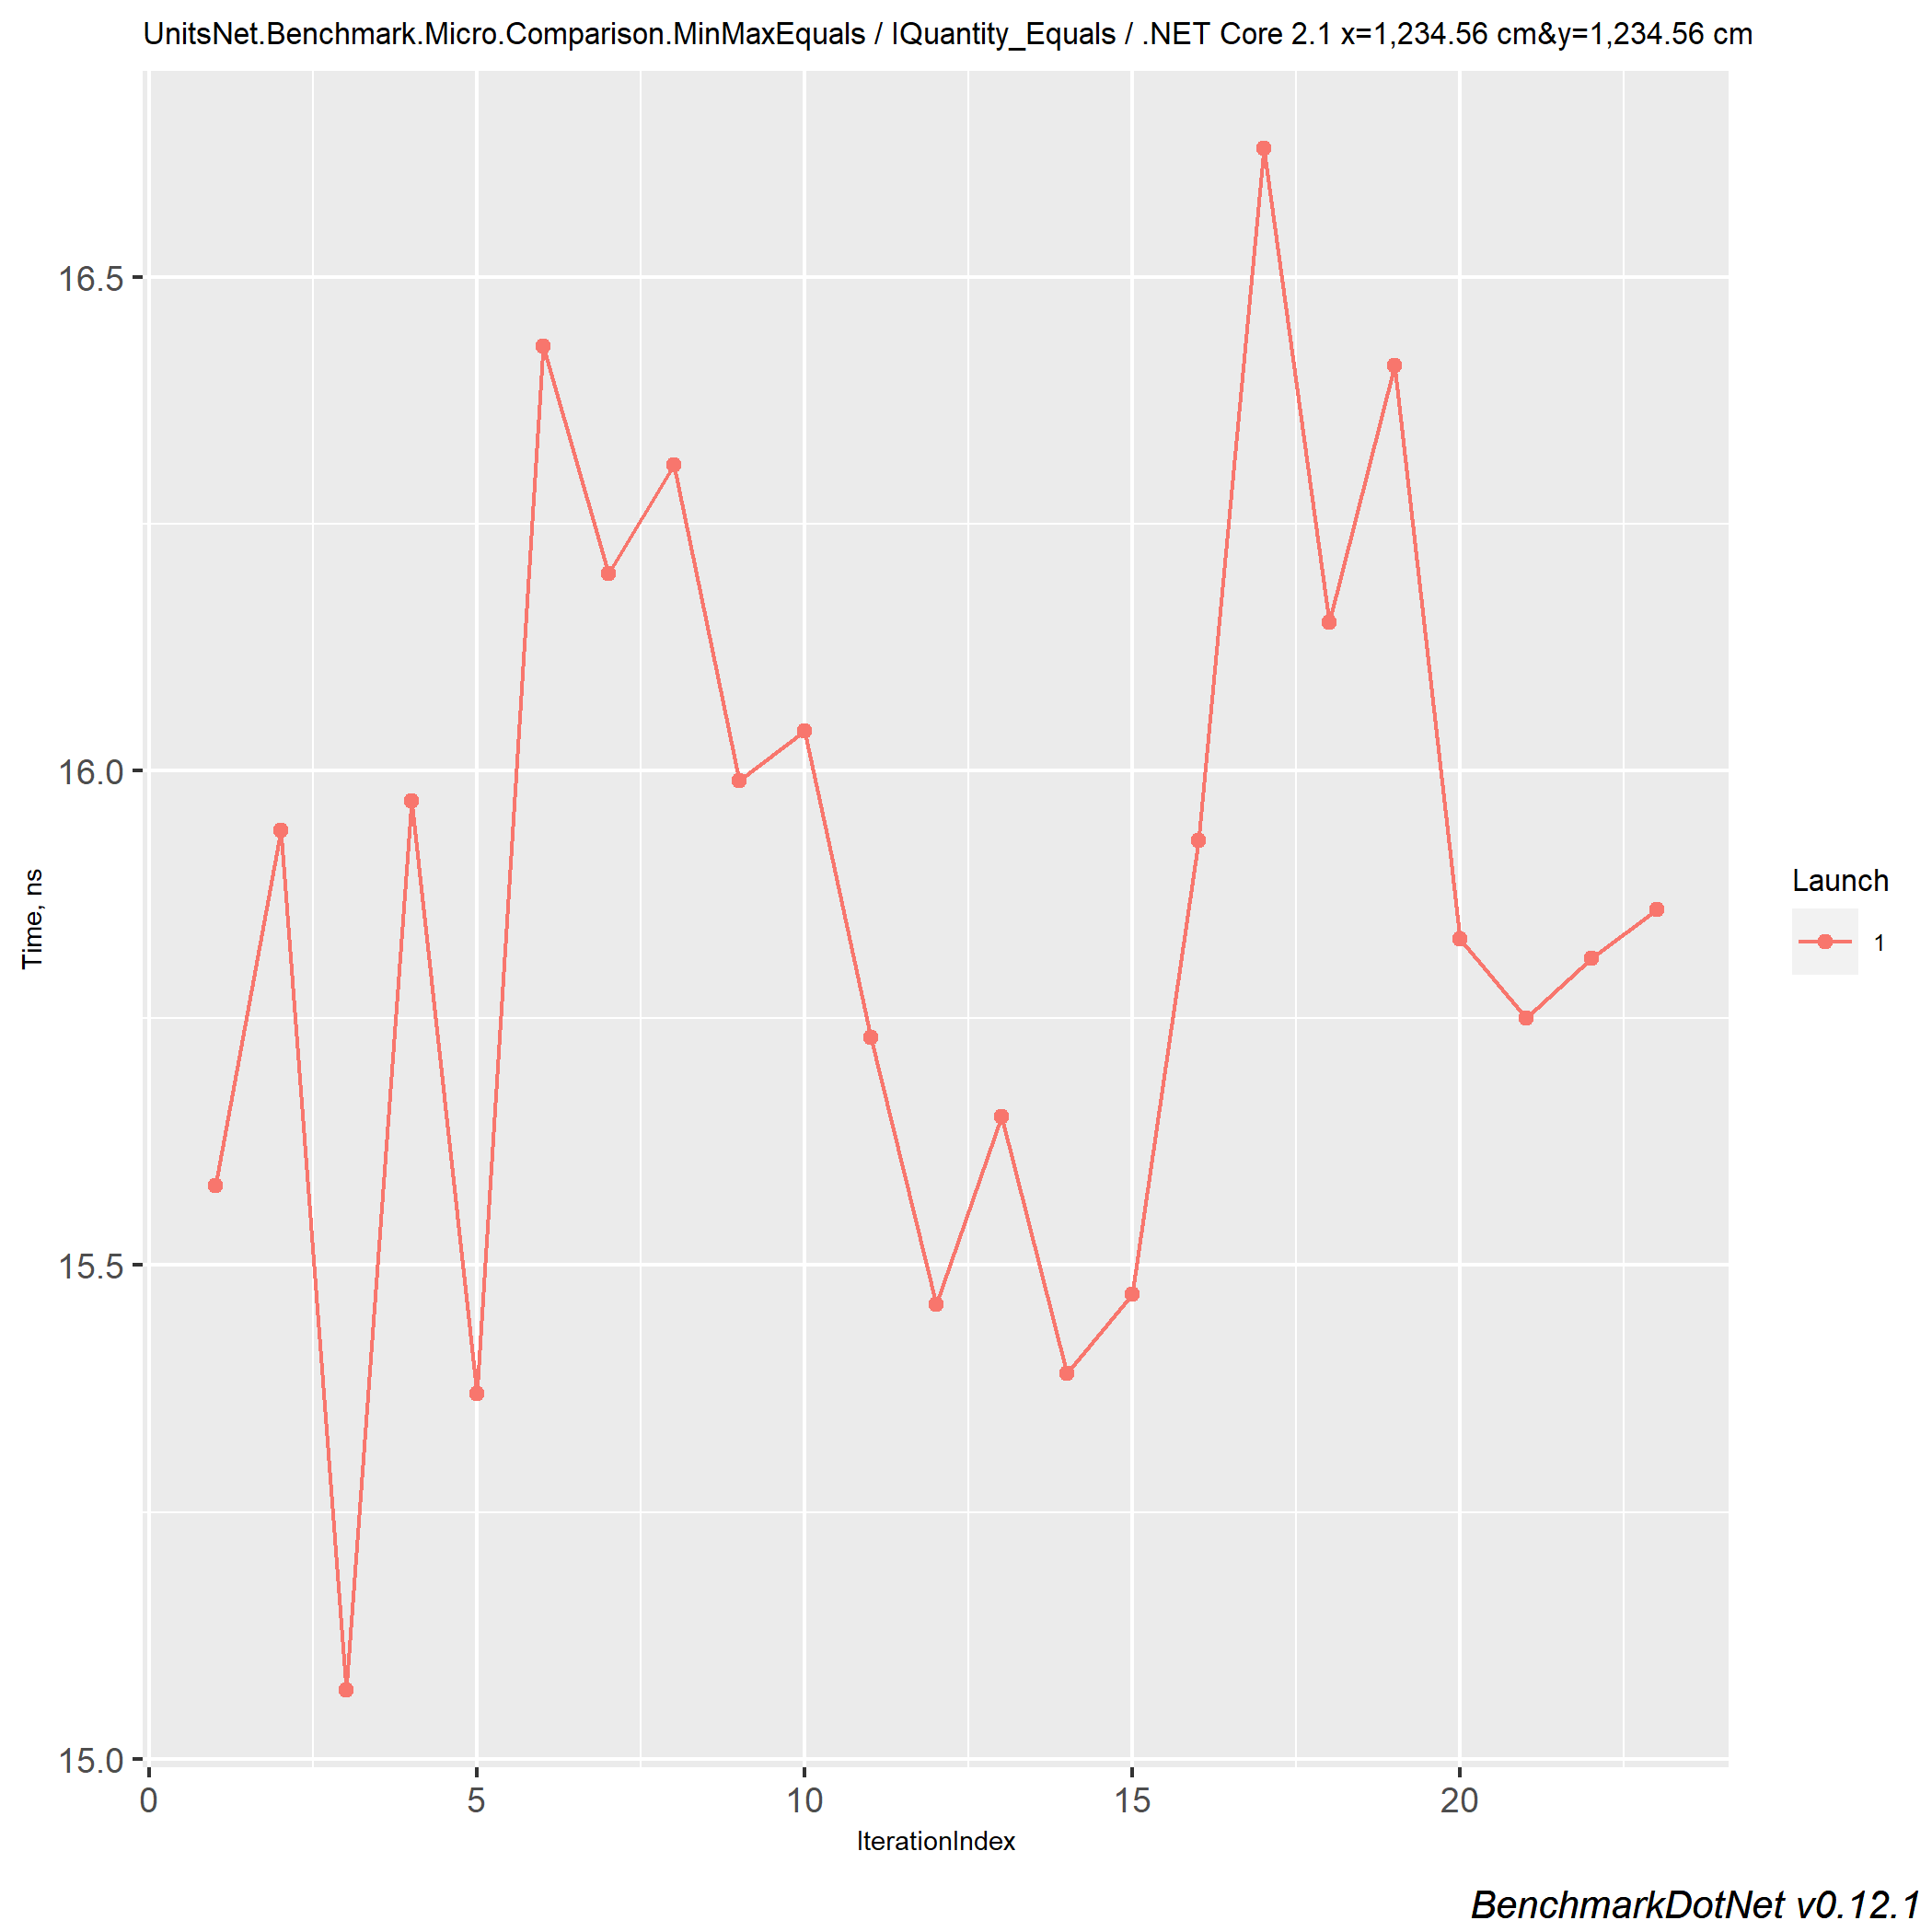 UnitsNet.Benchmark.Micro.Comparison.MinMaxEquals / IQuantity_Equals / .NET Core 2.1 x=1,234.56 cm&y=1,234.56 cm
16.5
16.0
15.5
15.0
Time, ns
0 5 10 15 20
IterationIndex
Launch
1
BenchmarkDotNet v0.12.1